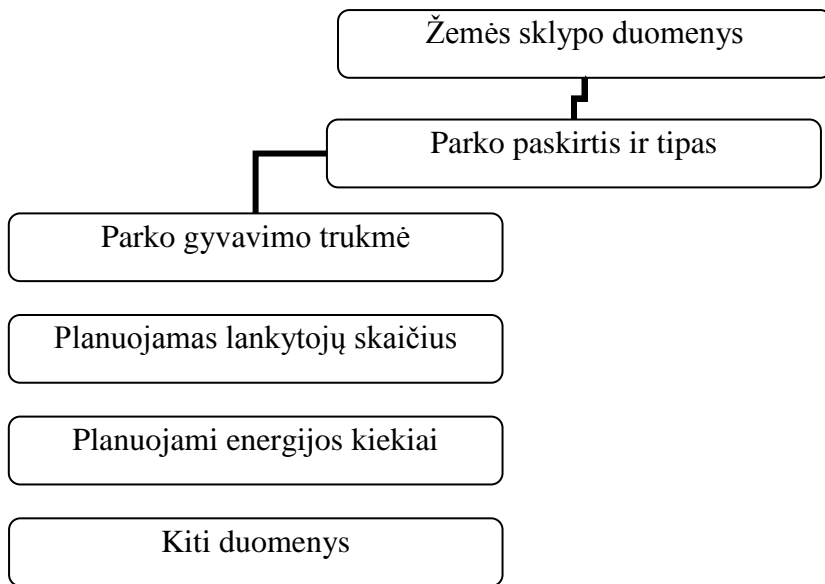 Žemės sklypo duomenys
Parko paskirtis ir tipas
Parko gyvavimo trukmė
Planuojamas lankytojų skaičius
Planuojami energijos kiekiai
Kiti duomenys